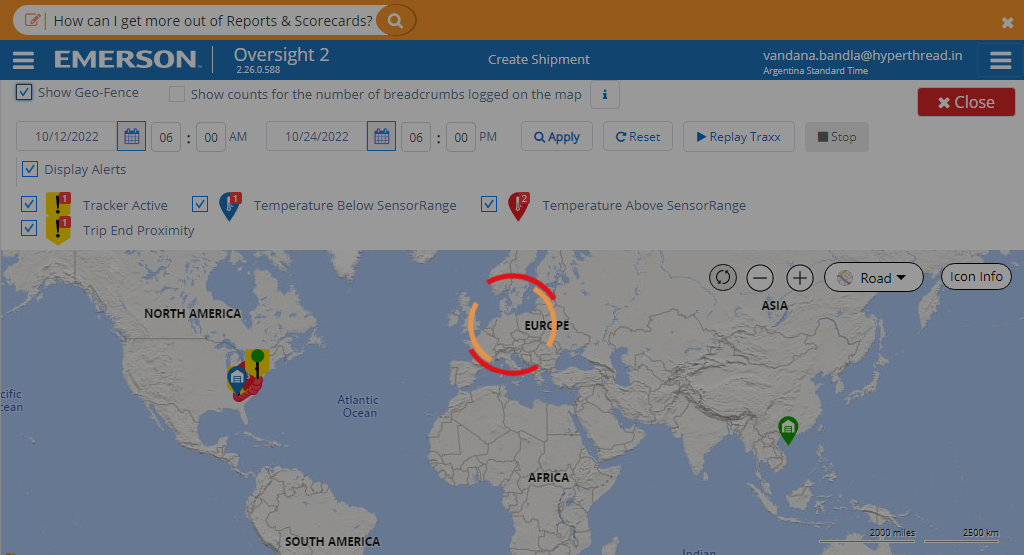 How can I get more out of Reports & Scorecards?
EMERSON Oversight 2
2.26.0.588
Create Shipment
vandana.bandla@hyperthread.in
Argentina Standard Time
Show Geo-Fence Show counts for the number of breadcrumbs logged on the map i
Close
10/12/2022 06 : 00 AM 10/24/2022 06 : 00 PM Apply Reset Replay Traxx Stop
Display Alerts
1 Tracker Active 1 Temperature Below SensorRange 2 Temperature Above SensorRange
1 Trip End Proximity
Road Icon Info
NORTH AMERICA
ASIA
EUROPE
cific
cean
Atlantic
Ocean
AFRICA
SOUTH AMERICA
2000 miles 2500 km
Indian